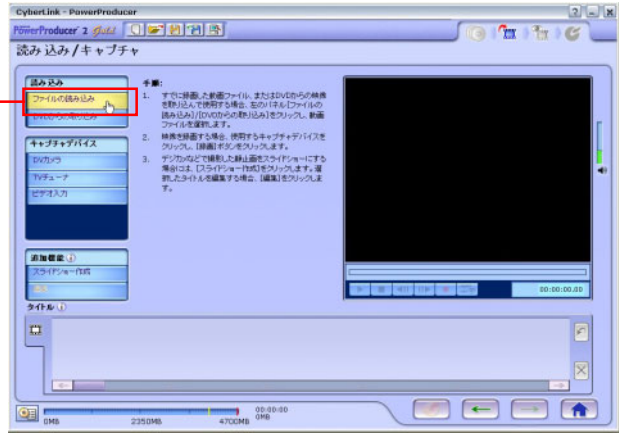 CyberLink - PowerProducer
PowerProducer 2 Gold
読み込み/キャプチャ
読み込み
ファイルの読み込み
DVDからの取り込み
キャプチャデバイス
DVカメラ
TVチューナ
ビデオ入力
追加機能
スライドショー作成
手順:
1. すでに録画した動画ファイル、またはDVDからの映像
を取り込んで使用する場合、左のパネル[ファイルの
読み込み]/[DVDからの取り込み]をクリックし、動画
ファイルを選択します。
2. 映像を録画する場合、使用するキャプチャデバイスを
クリックし、[録画]ボタンをクリックします。
3. デジカメなどで撮影した静止画をスライドショーにする
場合には、[スライドショー作成]をクリックします。選
択したタイトルを編集する場合、[編集]をクリックしま
す。
00:00:00.00
タイトル
0MB
2350MB
4700MB
00:00:00
0MB